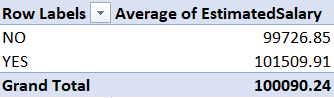 Row Labels Average of EstimatedSalary
NO 99726.85
YES 101509.91
Grand Total 100090.24